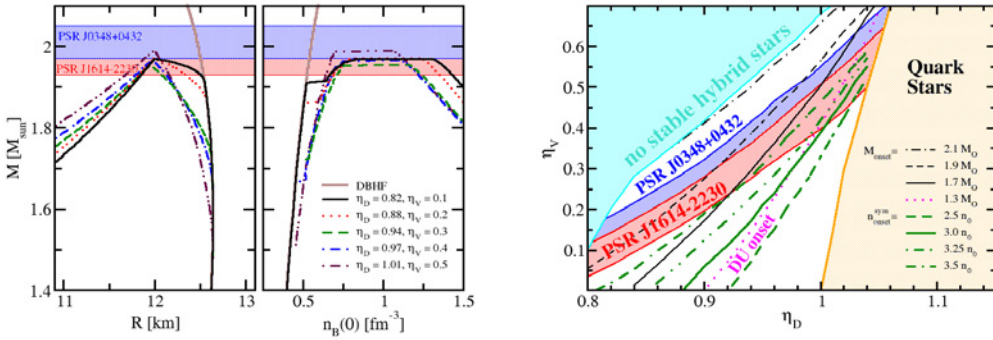 PSR J0348+0432
PSR J1614-2230
2
1.8
1.6
1.4
M [M_sun]
11
12
13
R [km]
0.5
1
1.5
n_B(0) [fm^-3]
DBHF
η_D = 0.82, η_V = 0.1
η_D = 0.88, η_V = 0.2
η_D = 0.94, η_V = 0.3
η_D = 0.97, η_V = 0.4
η_D = 1.01, η_V = 0.5
0.6
0.5
0.4
0.3
0.2
0.1
η_V
0.8
0.9
1
1.1
η_D
no stable hybrid stars
PSR J0348+0432
PSR J1614-2230
DU onset
Quark
Stars
M_onset=
2.1 M_O
1.9 M_O
1.7 M_O
1.3 M_O
n_onset^sym=
2.5 n_0
3.0 n_0
3.25 n_0
3.5 n_0